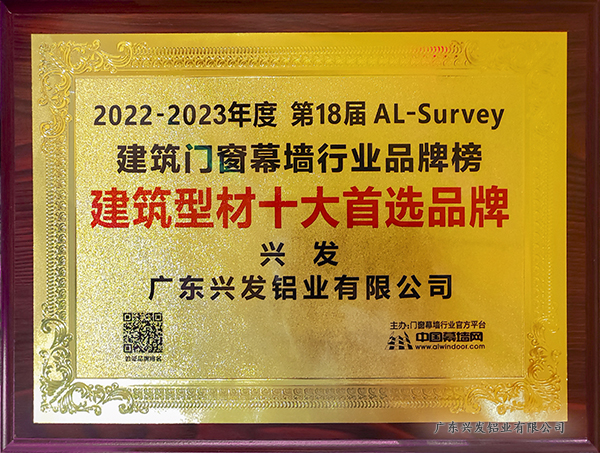 2022-2023年度 第18届 AL-Survey
建筑门窗幕墙行业品牌榜
建筑型材十大首选品牌
兴发
广东兴发铝业有限公司
主办:门窗幕墙行业官方平台
中国幕墙网
www.alwindoor.com
广东兴发铝业有限公司